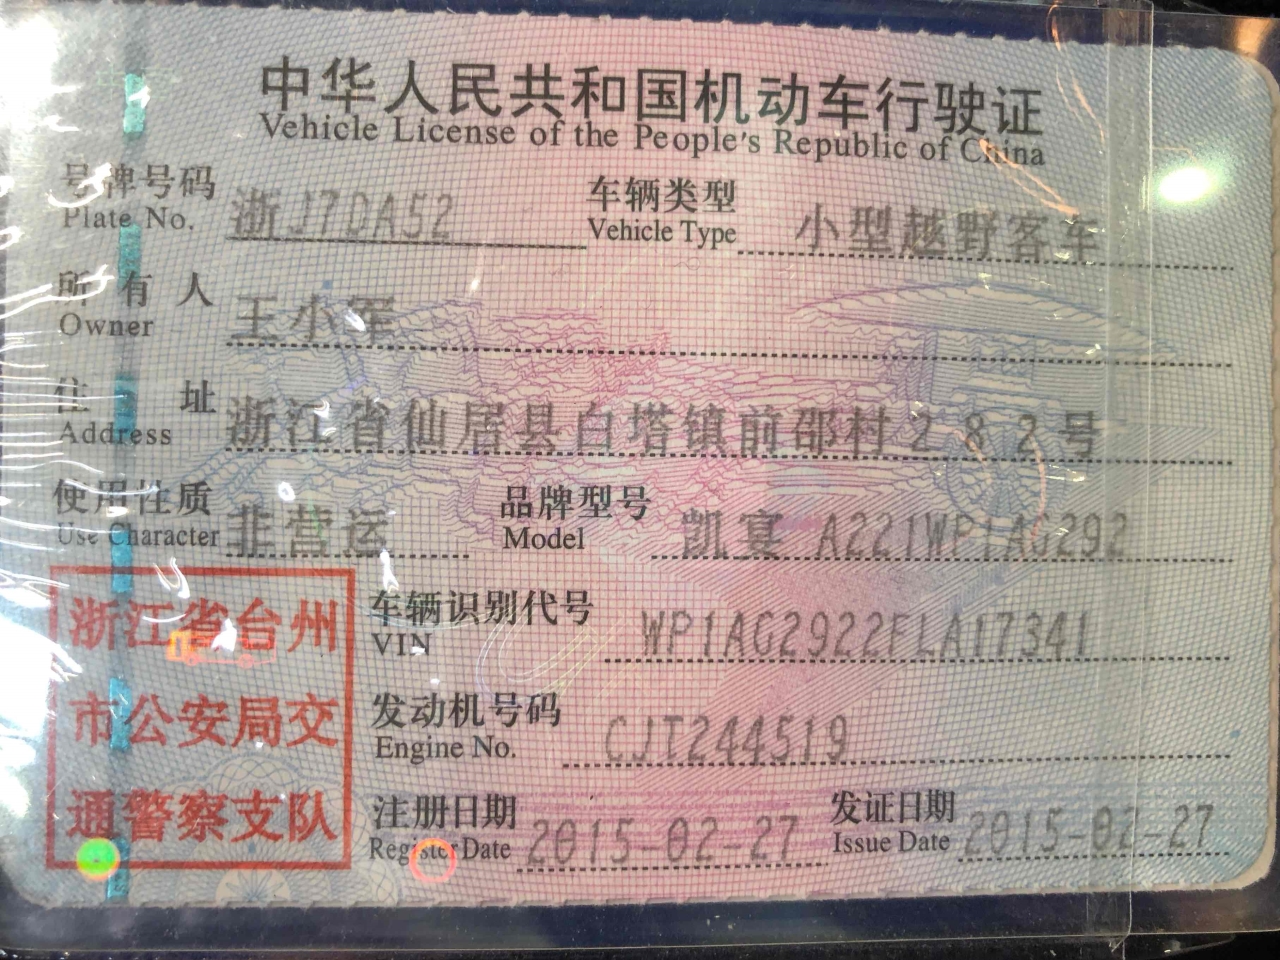 中华人民共和国机动车行驶证
Vehicle License of the People's Republic of China
号牌号码 浙J7DA52 车辆类型 小型越野客车
Plate No. Vehicle Type
所有人 王小军
Owner
住址 浙江省仙居县白塔镇前邵村282号
Address
使用性质 非营运 品牌型号 凯宴 A221WP1AG292
Use Character Model
浙江省台州
市公安局交
通警察支队
车辆识别代号 WP1AG2922FLA17341
VIN
发动机号码 CJT244519
Engine No.
注册日期 2015-02-27 发证日期 2015-02-27
Register Date Issue Date